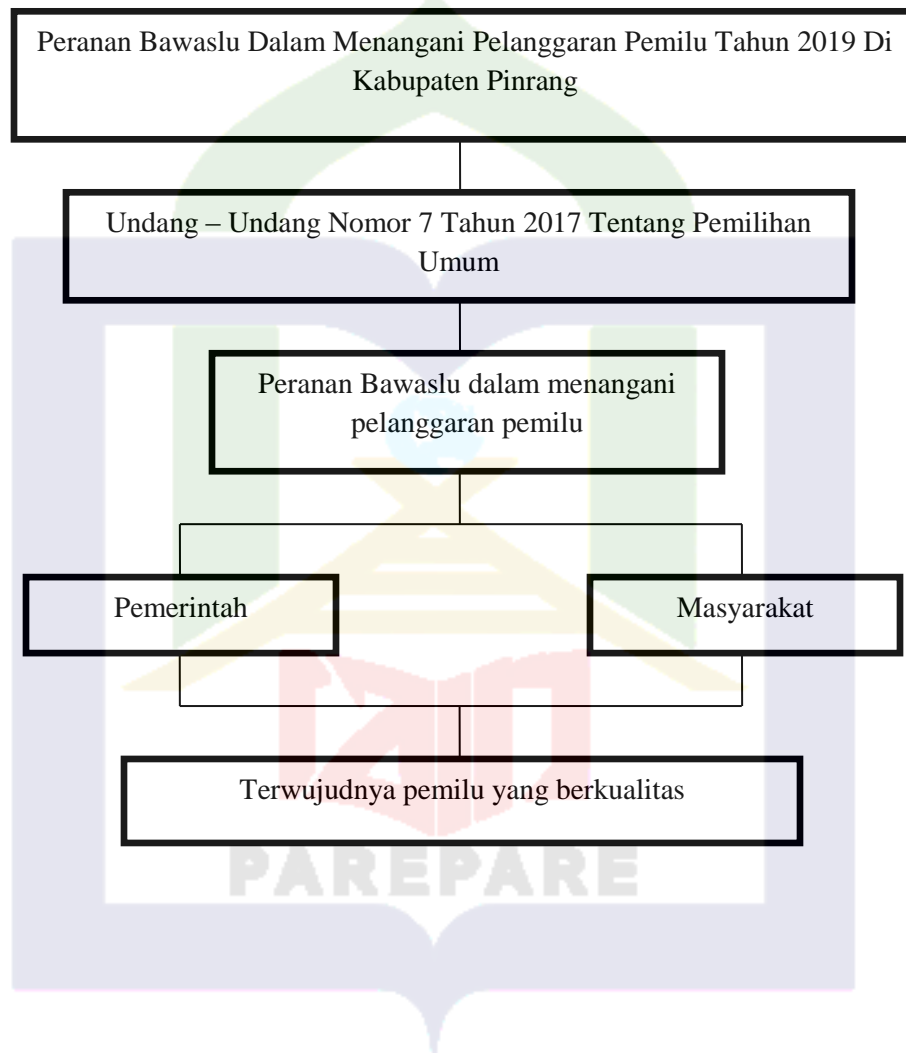 Peranan Bawaslu Dalam Menangani Pelanggaran Pemilu Tahun 2019 Di
Kabupaten Pinrang
Undang – Undang Nomor 7 Tahun 2017 Tentang Pemilihan
Umum
Peranan Bawaslu dalam menangani
pelanggaran pemilu
Pemerintah
Masyarakat
Terwujudnya pemilu yang berkualitas
PAREPARE